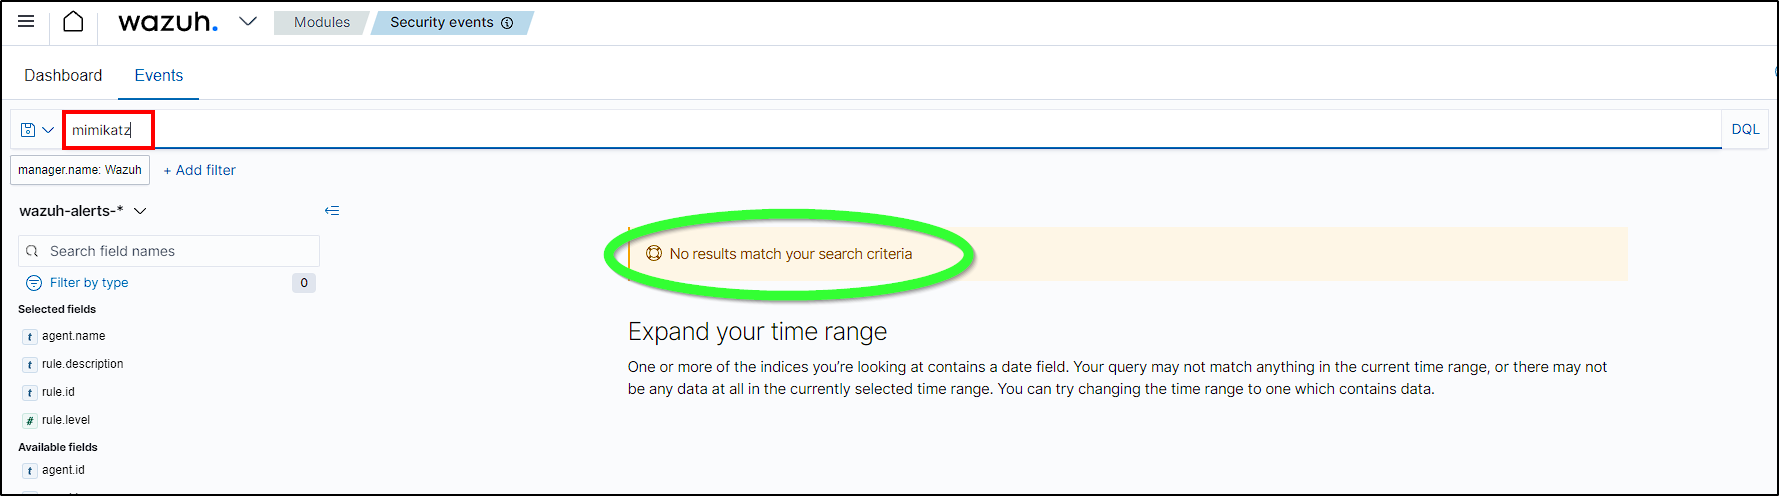 wazuh.
Modules
Security events
Dashboard
Events
mimikatz
DQL
manager.name: Wazuh
+ Add filter
wazuh-alerts-*
Search field names
Filter by type
0
Selected fields
t agent.name
t rule.description
t rule.id
# rule.level
Available fields
t agent.id
No results match your search criteria
Expand your time range
One or more of the indices you're looking at contains a date field. Your query may not match anything in the current time range, or there may not
be any data at all in the currently selected time range. You can try changing the time range to one which contains data.